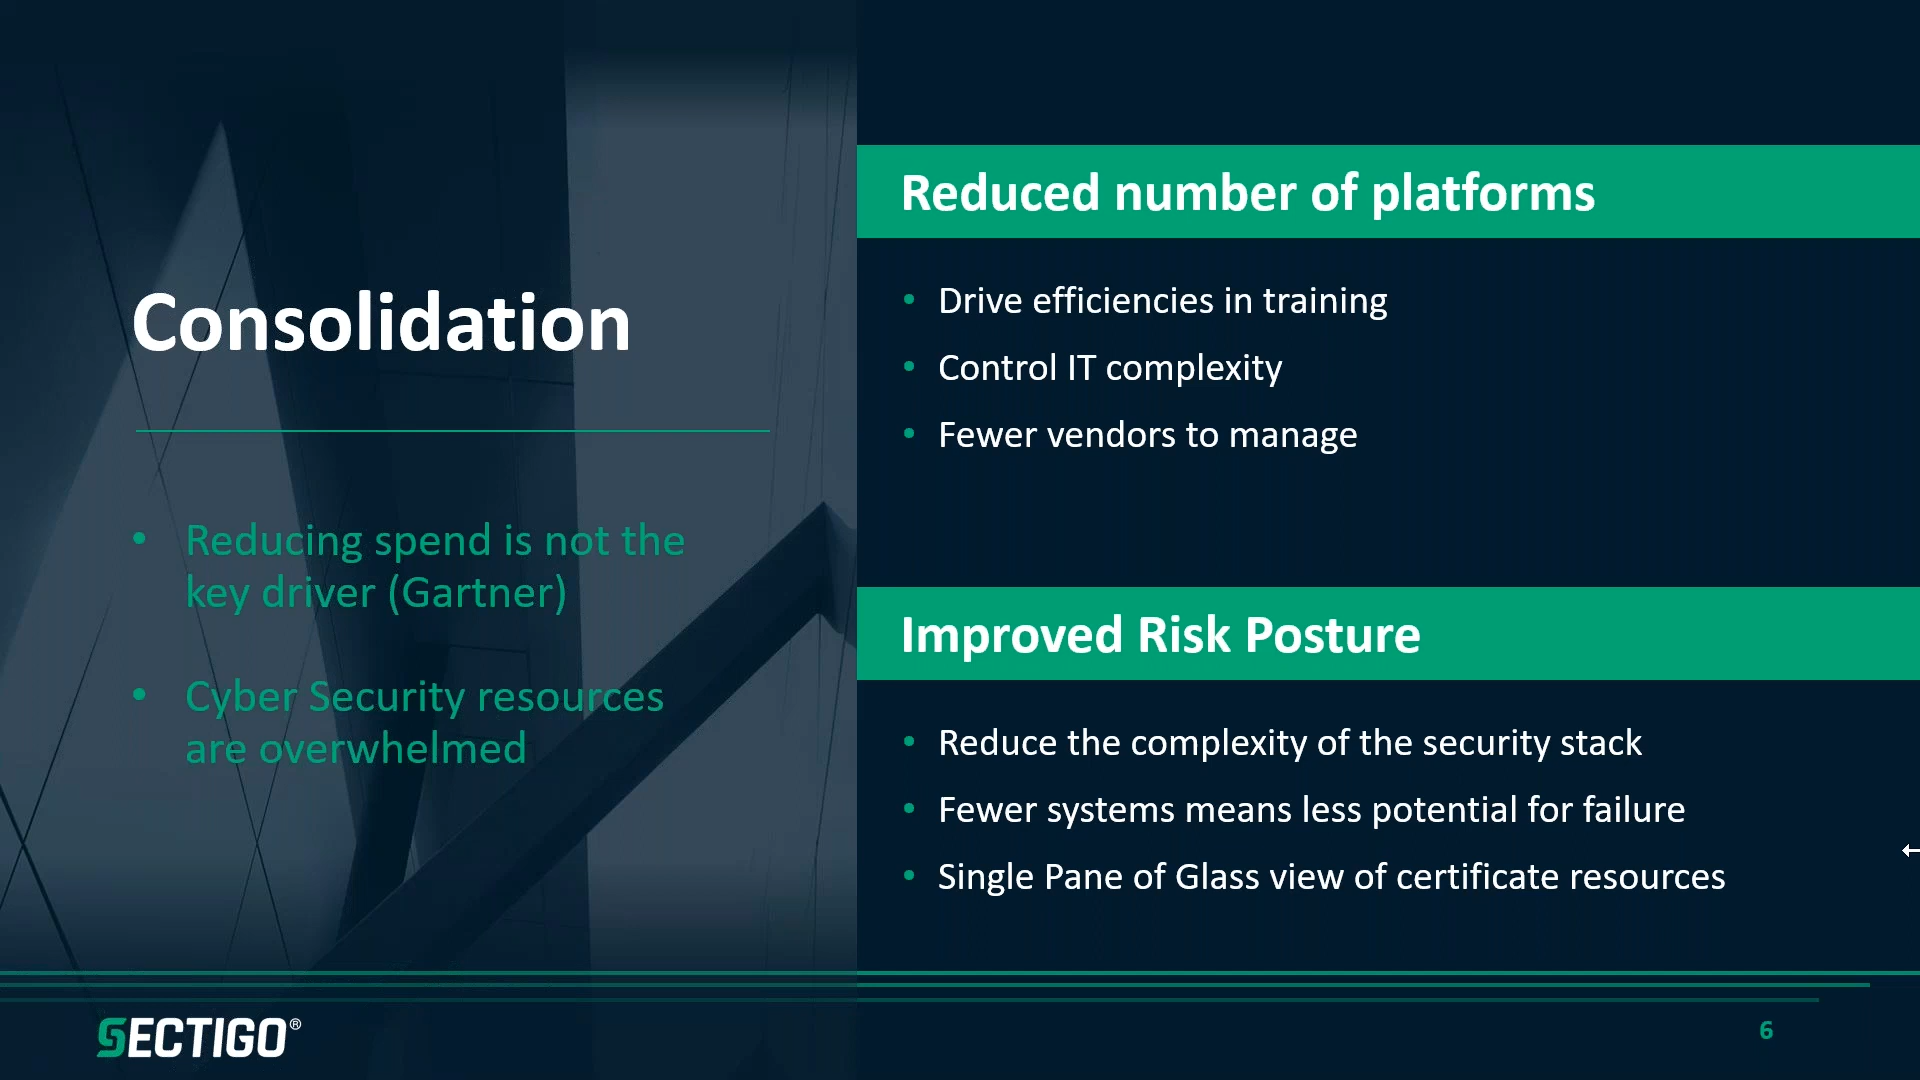 Consolidation
• Reducing spend is not the
key driver (Gartner)
• Cyber Security resources
are overwhelmed
Reduced number of platforms
• Drive efficiencies in training
• Control IT complexity
• Fewer vendors to manage
Improved Risk Posture
• Reduce the complexity of the security stack
• Fewer systems means less potential for failure
• Single Pane of Glass view of certificate resources
SECTIGO®
6